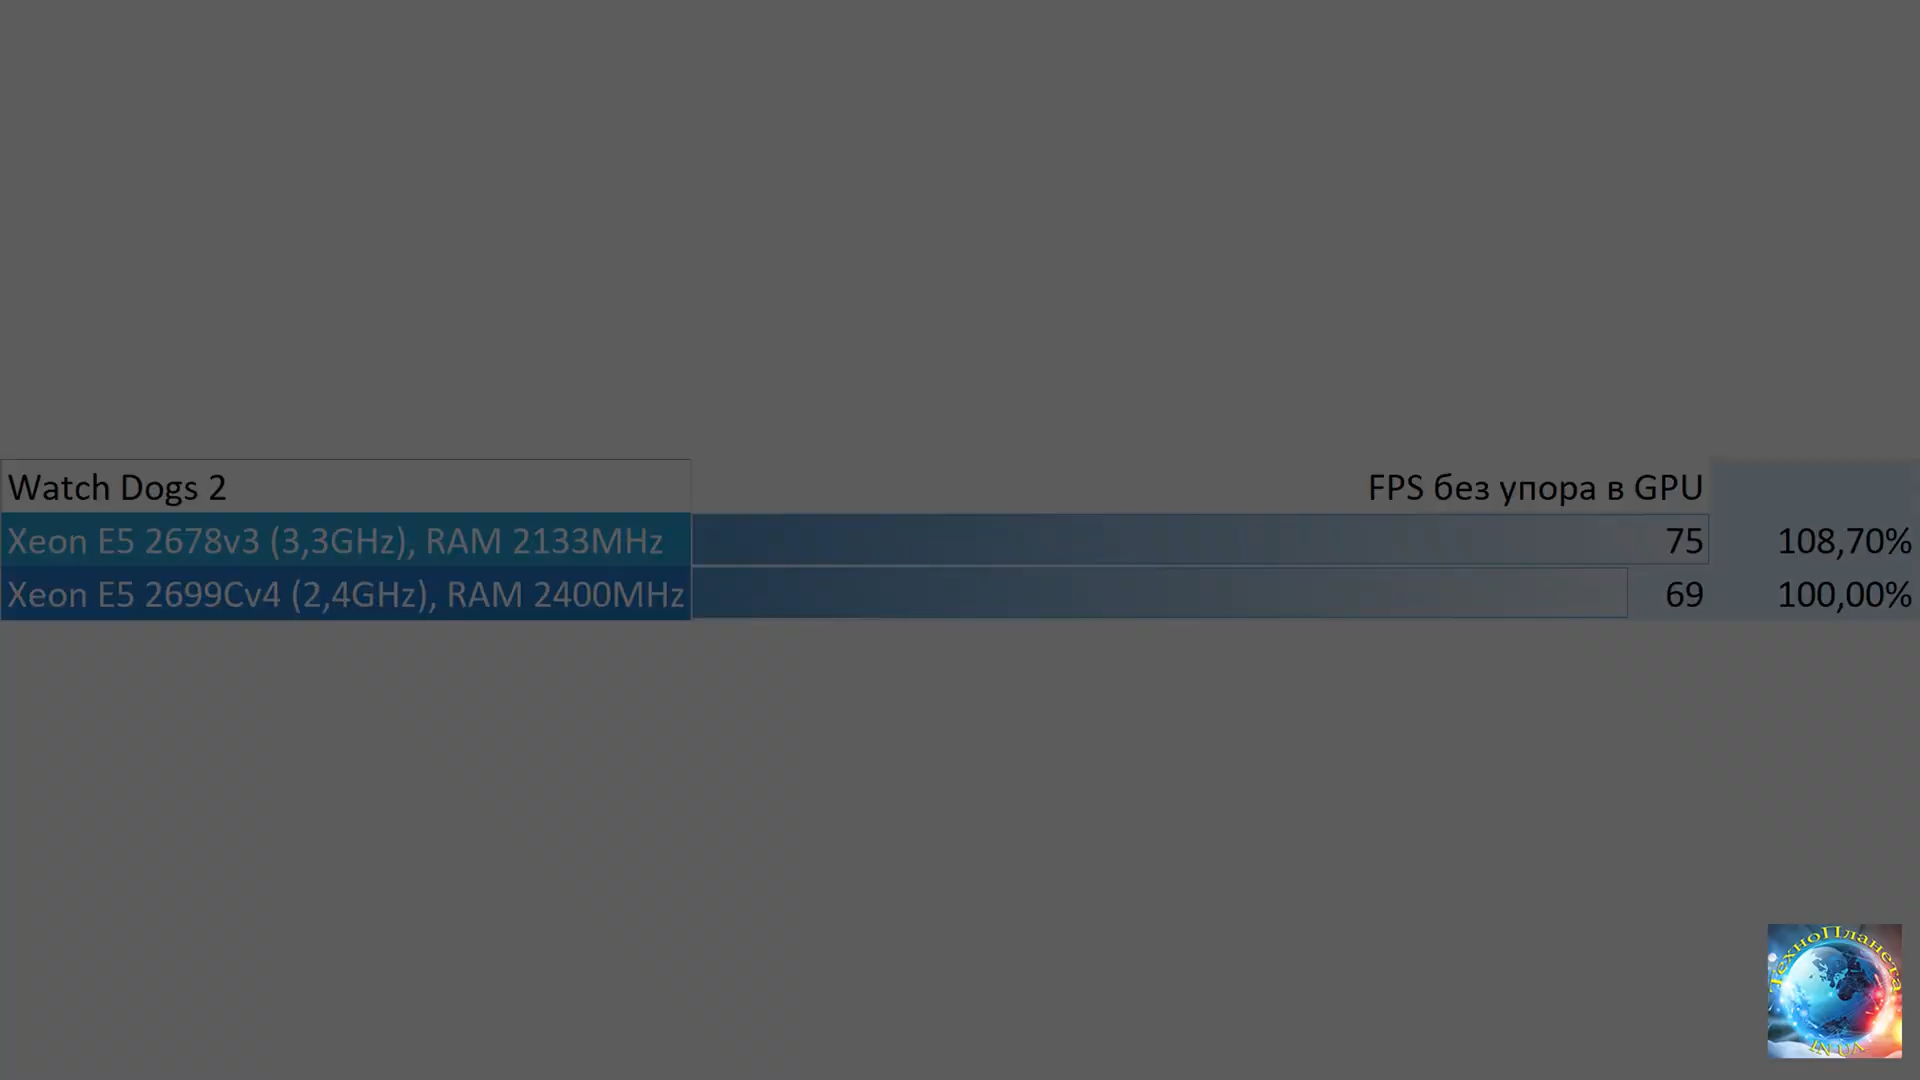 Watch Dogs 2 FPS без упора в GPU
Xeon E5 2678v3 (3,3GHz), RAM 2133MHz 75 108,70%
Xeon E5 2699Cv4 (2,4GHz), RAM 2400MHz 69 100,00%
ТехноПланета
IN UA